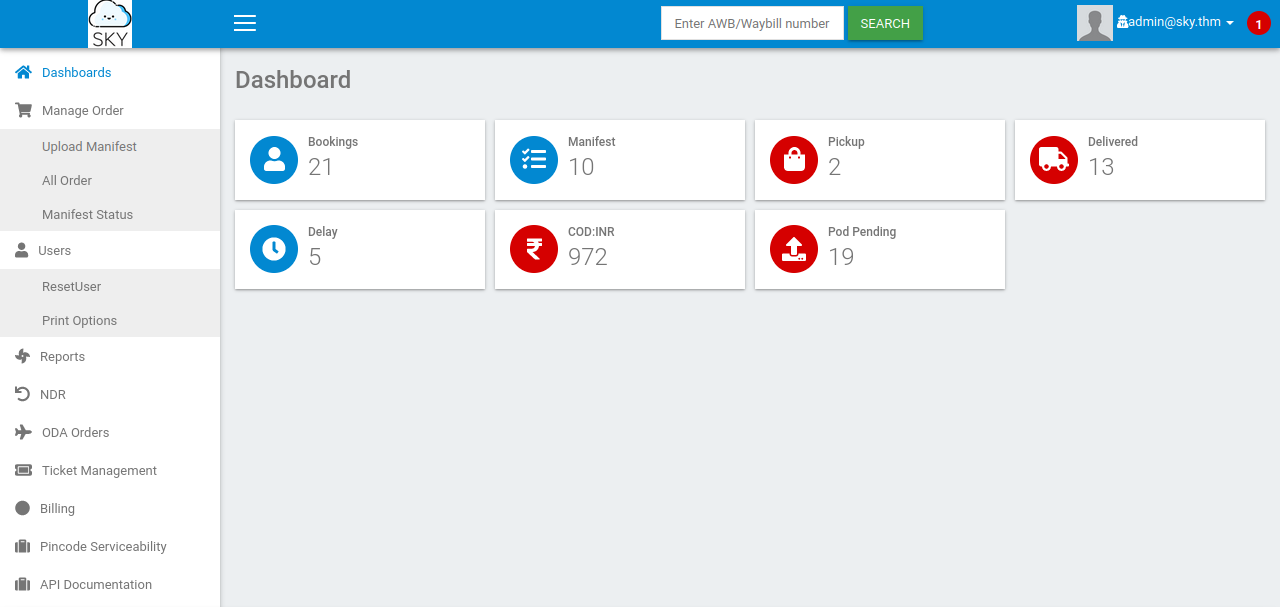 SKY
Enter AWB/Waybill number
SEARCH
admin@sky.thm
1
Dashboards
Manage Order
Upload Manifest
All Order
Manifest Status
Users
ResetUser
Print Options
Reports
NDR
ODA Orders
Ticket Management
Billing
Pincode Serviceability
API Documentation
Dashboard
Bookings
21
Manifest
10
Pickup
2
Delivered
13
Delay
5
COD:INR
972
Pod Pending
19